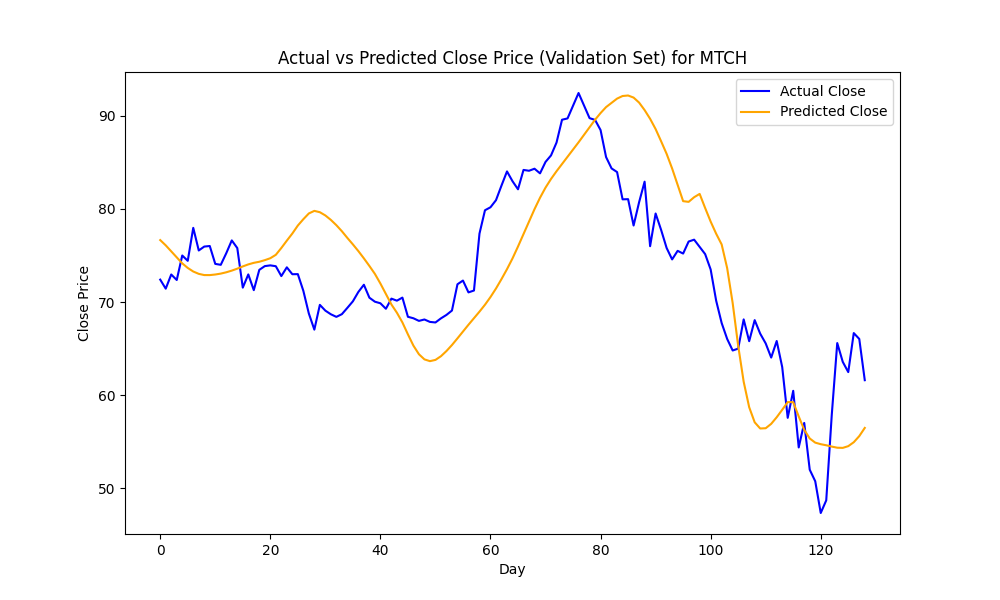 Actual vs Predicted Close Price (Validation Set) for MTCH
Actual Close
Predicted Close
Close Price
90
80
70
60
50
0 20 40 60 80 100 120
Day